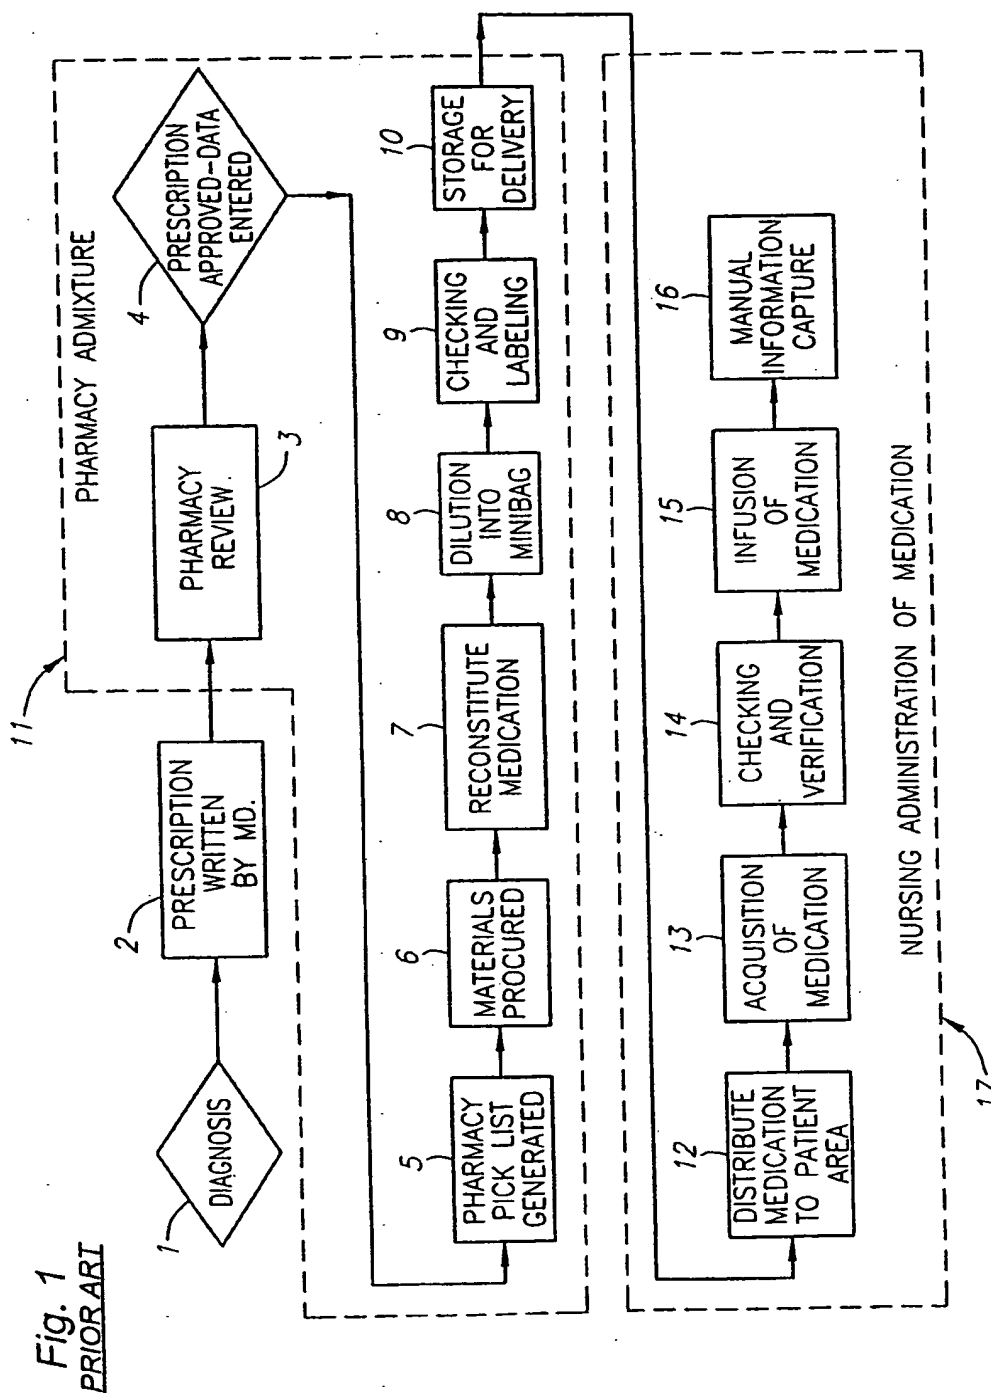 Fig. 1
PRIOR ART
1
DIAGNOSIS
2
PRESCRIPTION
WRITTEN
BY MD.
11
PHARMACY ADMIXTURE
3
PHARMACY
REVIEW.
4
PRESCRIPTION
APPROVED-DATA
ENTERED
5
PHARMACY
PICK LIST
GENERATED
6
MATERIALS
PROCURED
7
RECONSTITUTE
MEDICATION
8
DILUTION
INTO
MINIBAG
9
CHECKING
AND
LABELING
10
STORAGE
FOR
DELIVERY
12
DISTRIBUTE
MEDICATION
TO PATIENT
AREA
13
ACQUISITION
OF
MEDICATION
14
CHECKING
AND
VERIFICATION
15
INFUSION
OF
MEDICATION
16
MANUAL
INFORMATION
CAPTURE
NURSING ADMINISTRATION OF MEDICATION
17